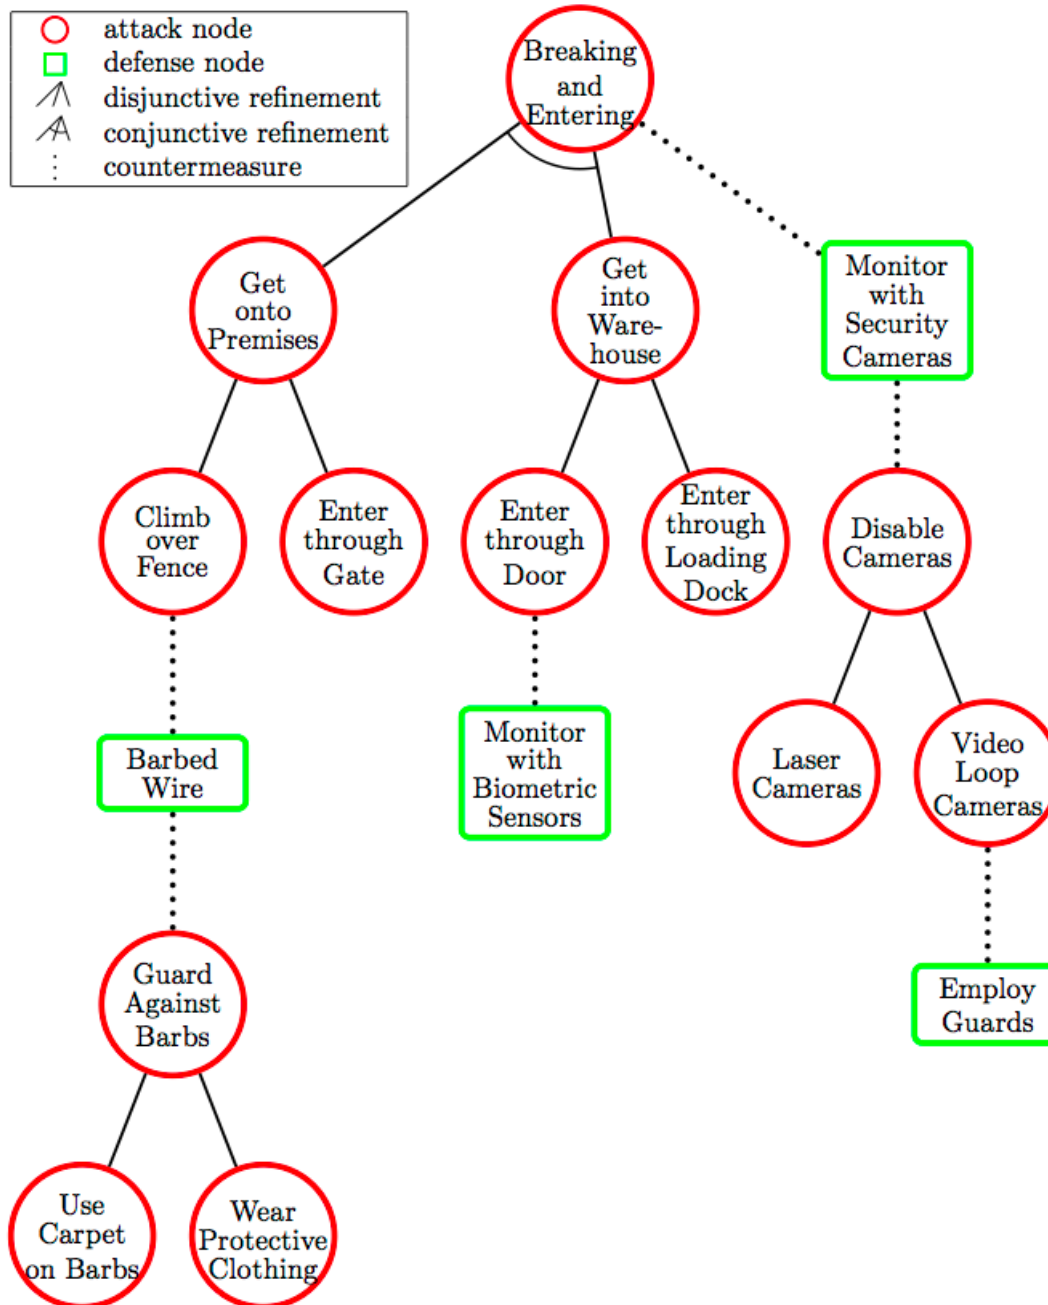 attack node
defense node
disjunctive refinement
conjunctive refinement
countermeasure
Breaking
and
Entering
Get
onto
Premises
Get
into
Ware-
house
Monitor
with
Security
Cameras
Climb
over
Fence
Enter
through
Gate
Enter
through
Door
Enter
through
Loading
Dock
Disable
Cameras
Barbed
Wire
Monitor
with
Biometric
Sensors
Laser
Cameras
Video
Loop
Cameras
Guard
Against
Barbs
Employ
Guards
Use
Carpet
on Barbs
Wear
Protective
Clothing